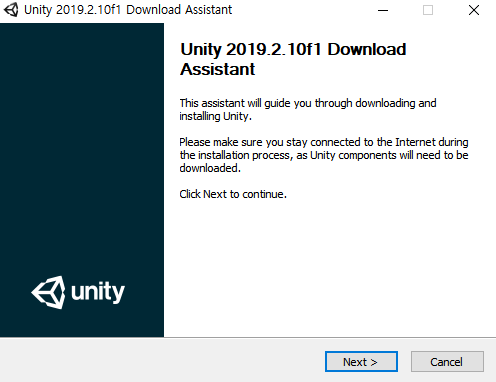 Unity 2019.2.10f1 Download Assistant
Unity 2019.2.10f1 Download
Assistant
This assistant will guide you through downloading and
installing Unity.
Please make sure you stay connected to the Internet during
the installation process, as Unity components will need to be
downloaded.
Click Next to continue.
unity
Next >
Cancel